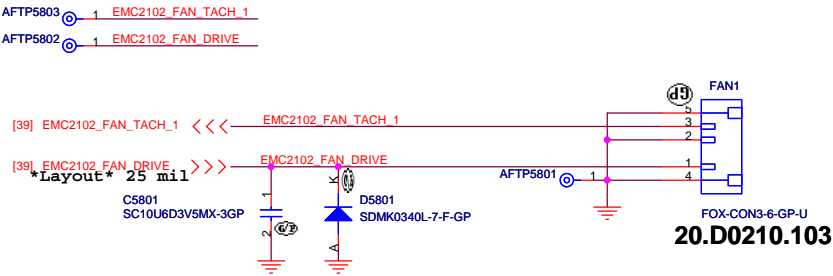 AFTP5803 1 EMC2102_FAN_TACH_1
AFTP5802 1 EMC2102_FAN_DRIVE
FAN1
GP
5
[39] EMC2102_FAN_TACH_1 EMC2102_FAN_TACH_1 3
2
[39] EMC2102_FAN_DRIVE EMC2102_FAN_DRIVE 1
*Layout* 25 mil
AFTP5801 1 4
C5801
SC10U6D3V5MX-3GP
1
2
GP
K
D5801
SDMK0340L-7-F-GP
A
FOX-CON3-6-GP-U
20.D0210.103